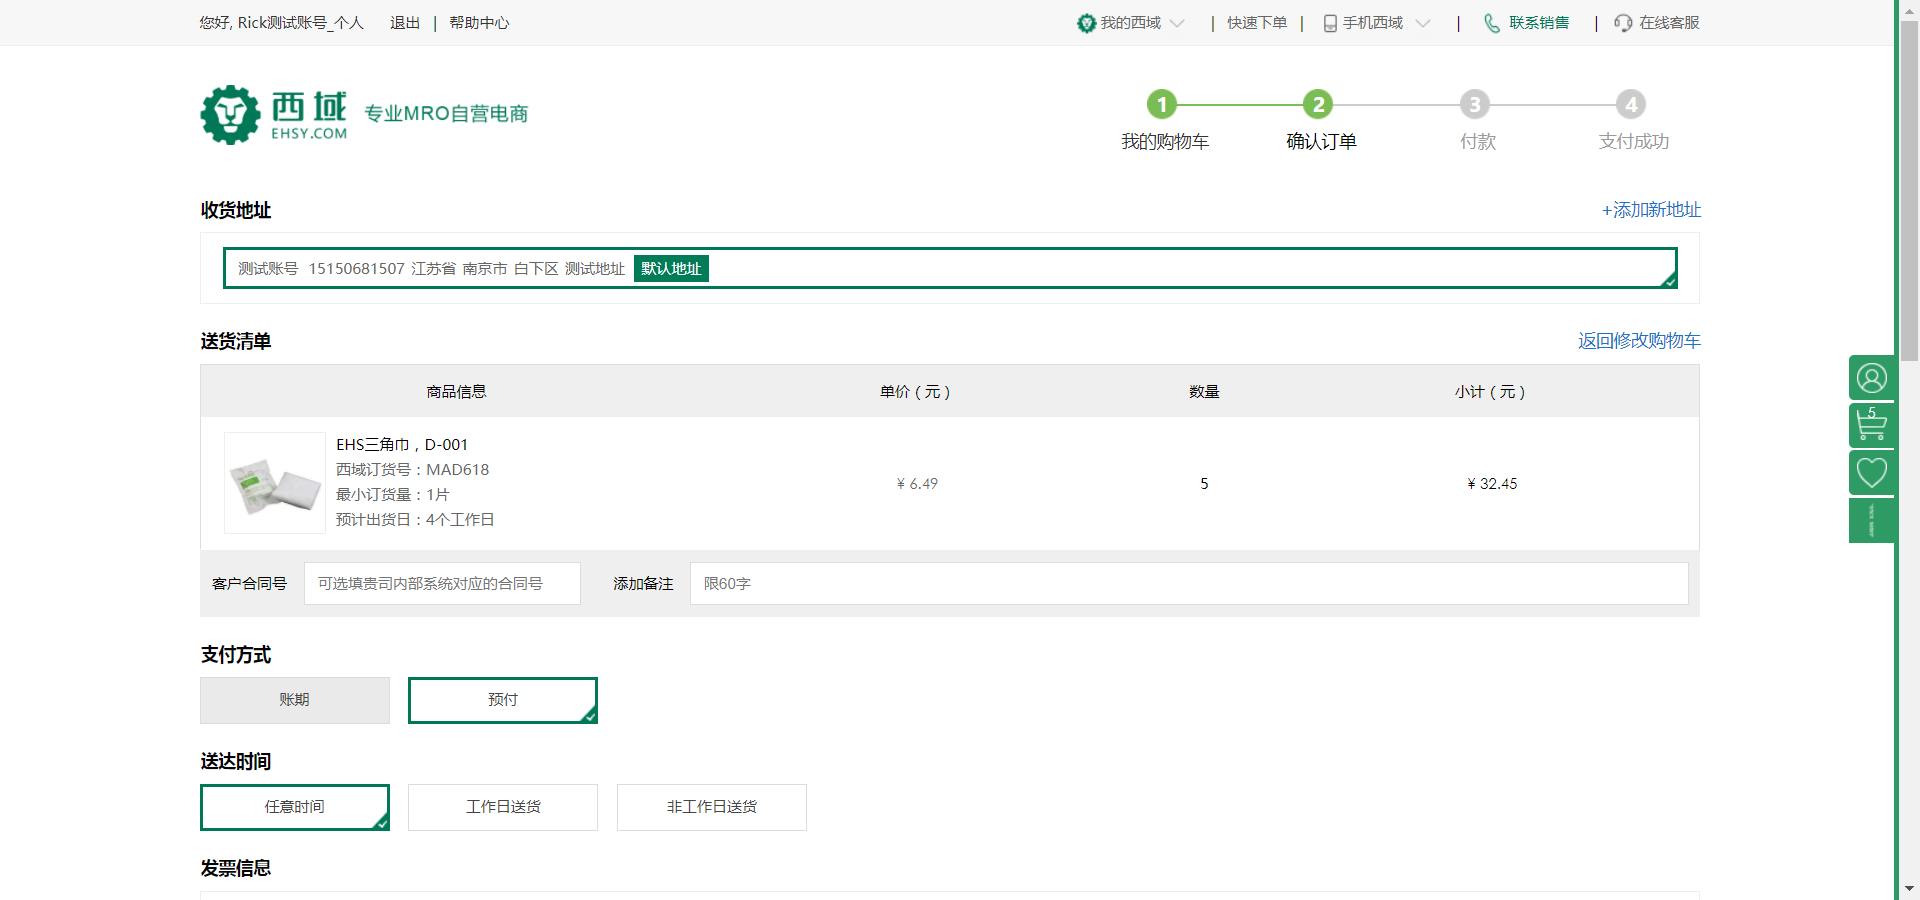 您好, Rick测试账号_个人 退出 | 帮助中心 我的西域 | 快速下单 | 手机西域 | 联系销售 | 在线客服
西域 EHSY.COM 专业MRO自营电商
1 2 3 4
我的购物车 确认订单 付款 支付成功
收货地址 +添加新地址
测试账号 15150681507 江苏省 南京市 白下区 测试地址 默认地址
送货清单 返回修改购物车
商品信息 单价 ( 元 ) 数量 小计 ( 元 )
EHS三角巾，D-001
西域订货号：MAD618
最小订货量：1片
预计出货日：4个工作日
¥ 6.49 5 ¥ 32.45
5
客户合同号 可选填贵司内部系统对应的合同号 添加备注 限60字
支付方式
账期 预付
送达时间
任意时间 工作日送货 非工作日送货
发票信息